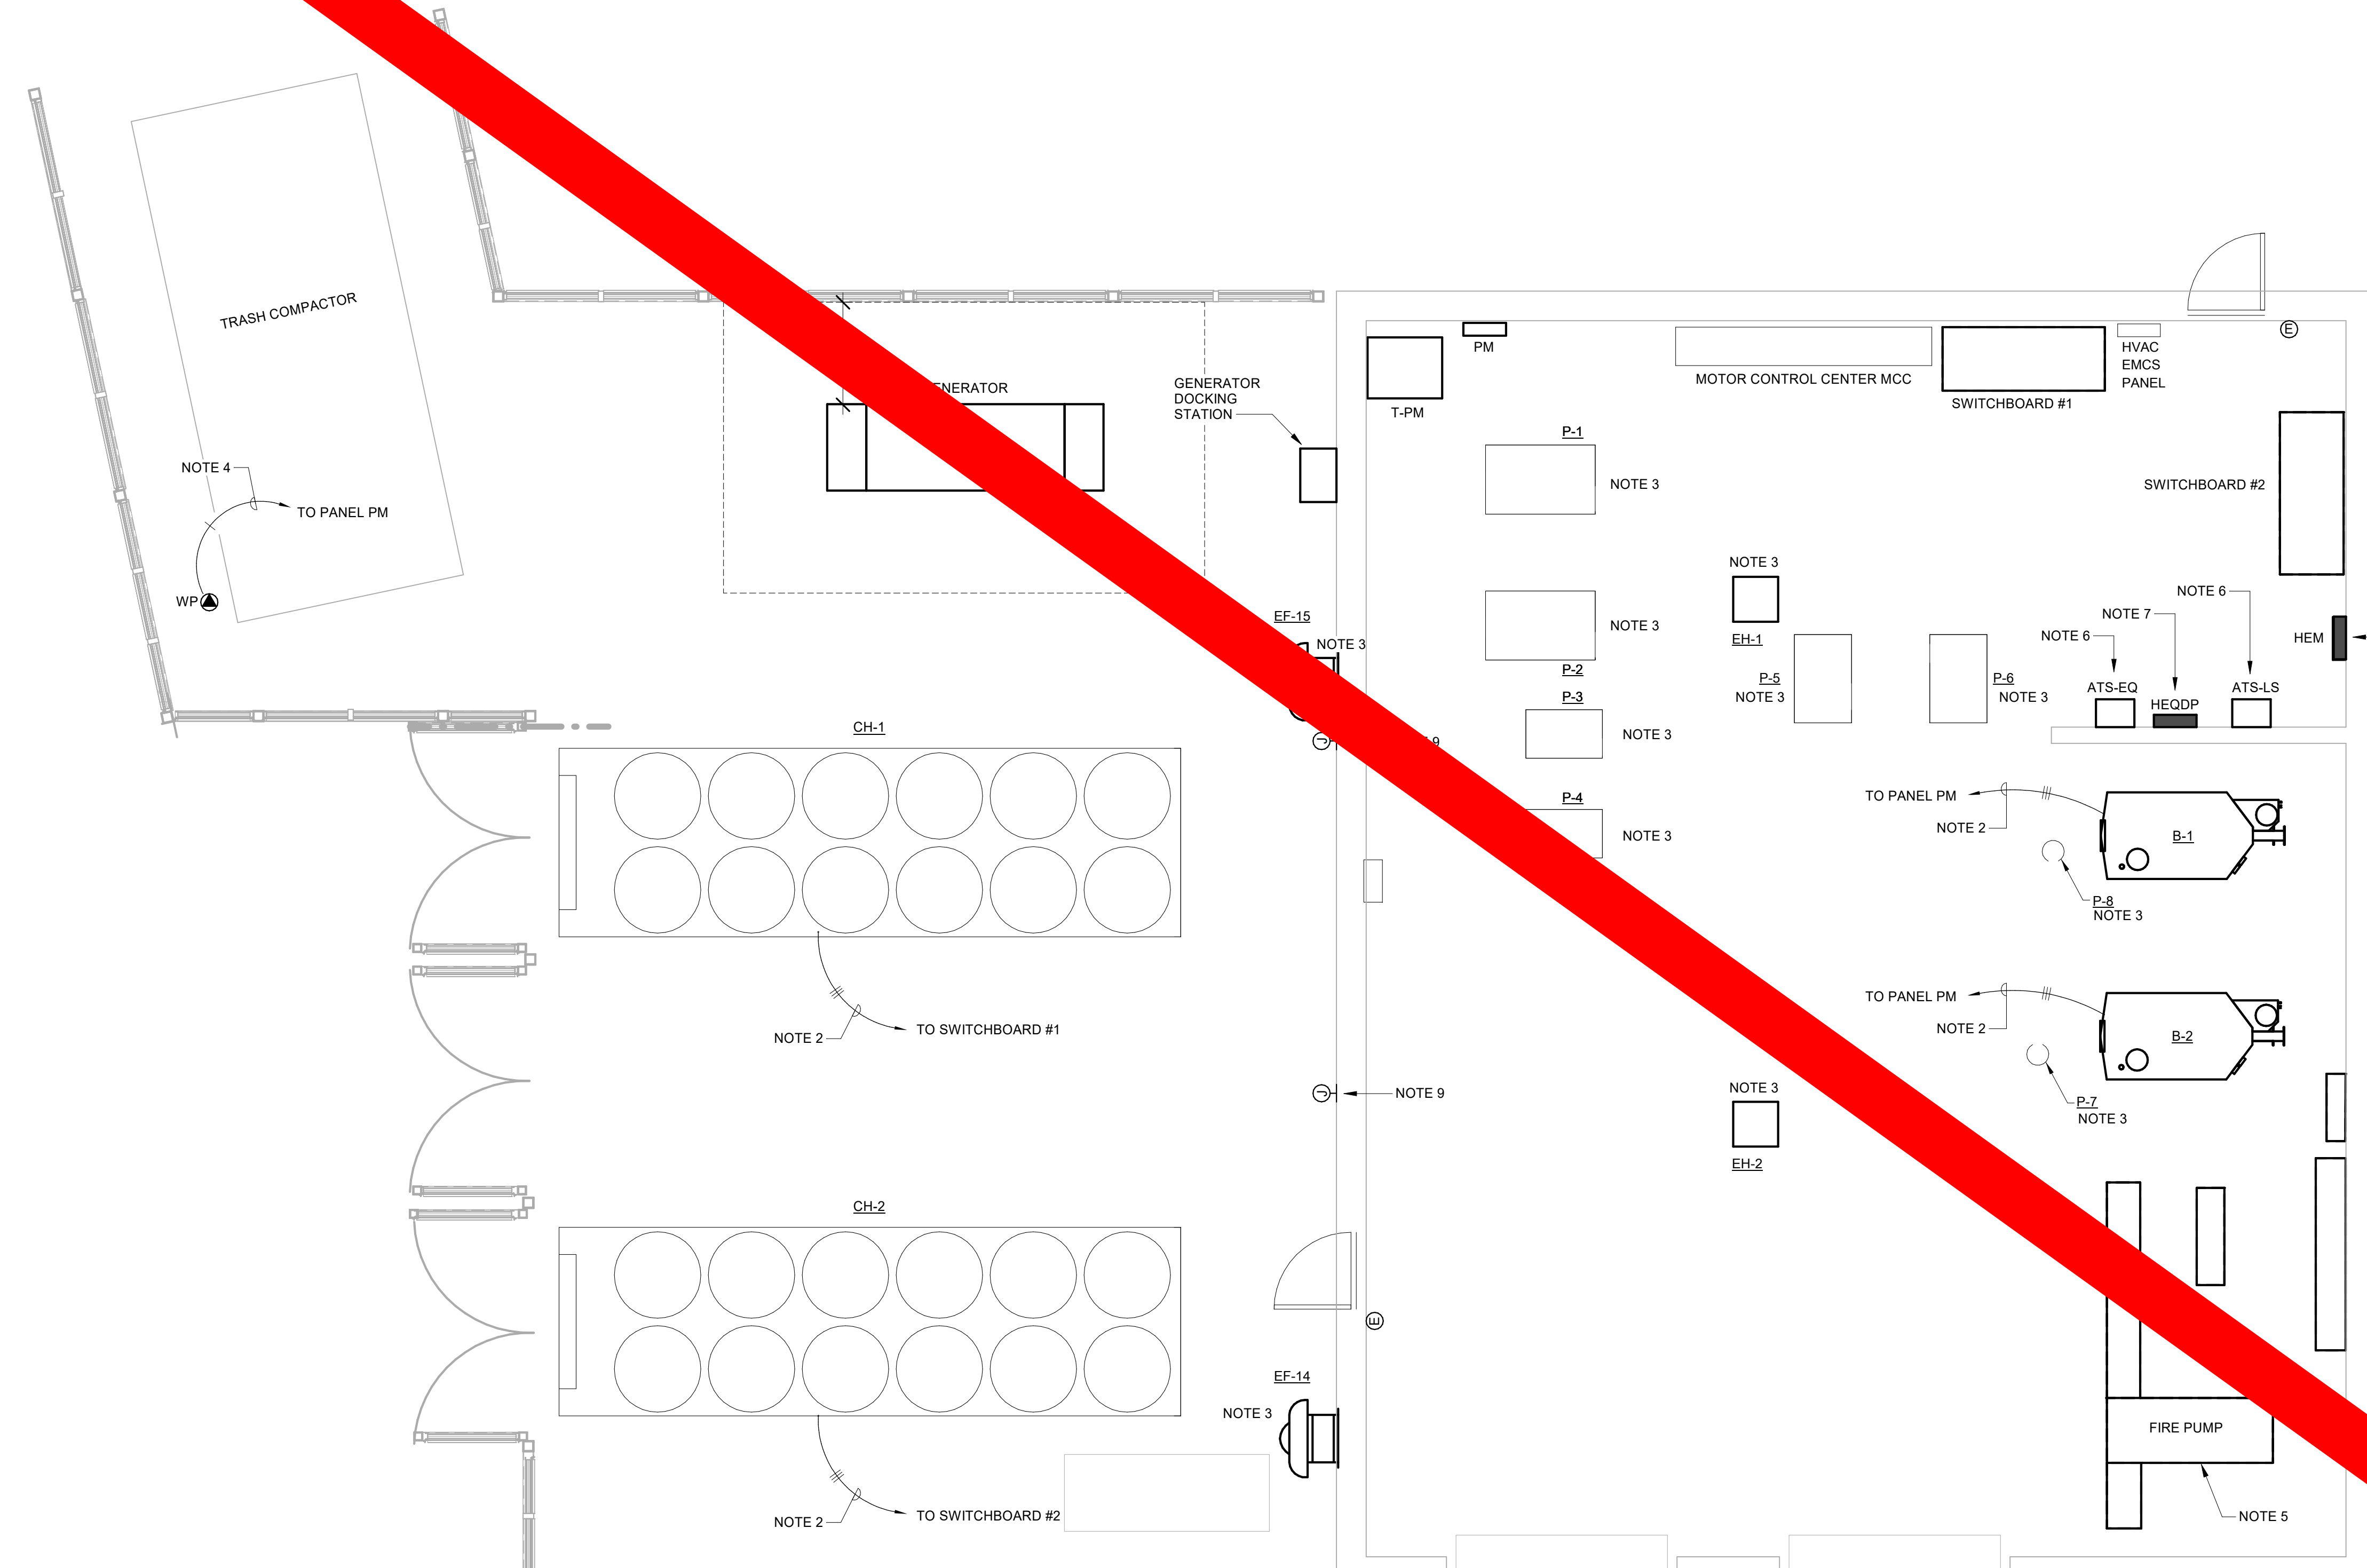 TRASH COMPACTOR
NOTE 4
TO PANEL PM
WP
ENERATOR
GENERATOR
DOCKING
STATION
PM
T-PM
MOTOR CONTROL CENTER MCC
SWITCHBOARD #1
HVAC
EMCS
PANEL
E
P-1
NOTE 3
SWITCHBOARD #2
NOTE 3
EH-1
P-2
NOTE 3
EF-15
NOTE 3
P-3
NOTE 3
P-5
NOTE 3
P-6
NOTE 3
NOTE 6
NOTE 7
NOTE 6
HEM
ATS-EQ
HEQDP
ATS-LS
J
9
CH-1
P-4
NOTE 3
TO PANEL PM
NOTE 2
B-1
P-8
NOTE 3
NOTE 2
TO SWITCHBOARD #1
TO PANEL PM
NOTE 2
B-2
P-7
NOTE 3
J
NOTE 9
NOTE 3
EH-2
CH-2
E
EF-14
NOTE 3
FIRE PUMP
NOTE 5
NOTE 2
TO SWITCHBOARD #2